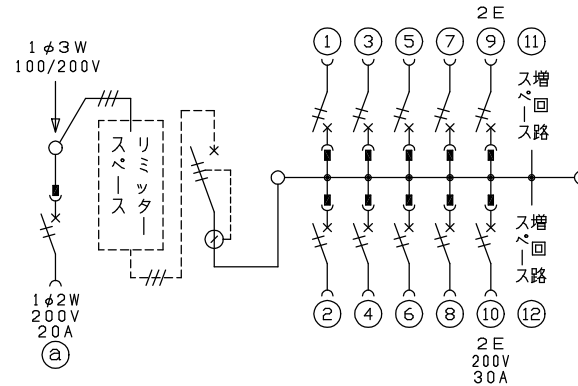 2E
1 3 5 7 9 11
1φ3W
100/200V
リミッター
スペース
増回路
スペース
増回路
スペース
1φ2W
200V
20A
a
2 4 6 8 10 12
2E
200V
30A